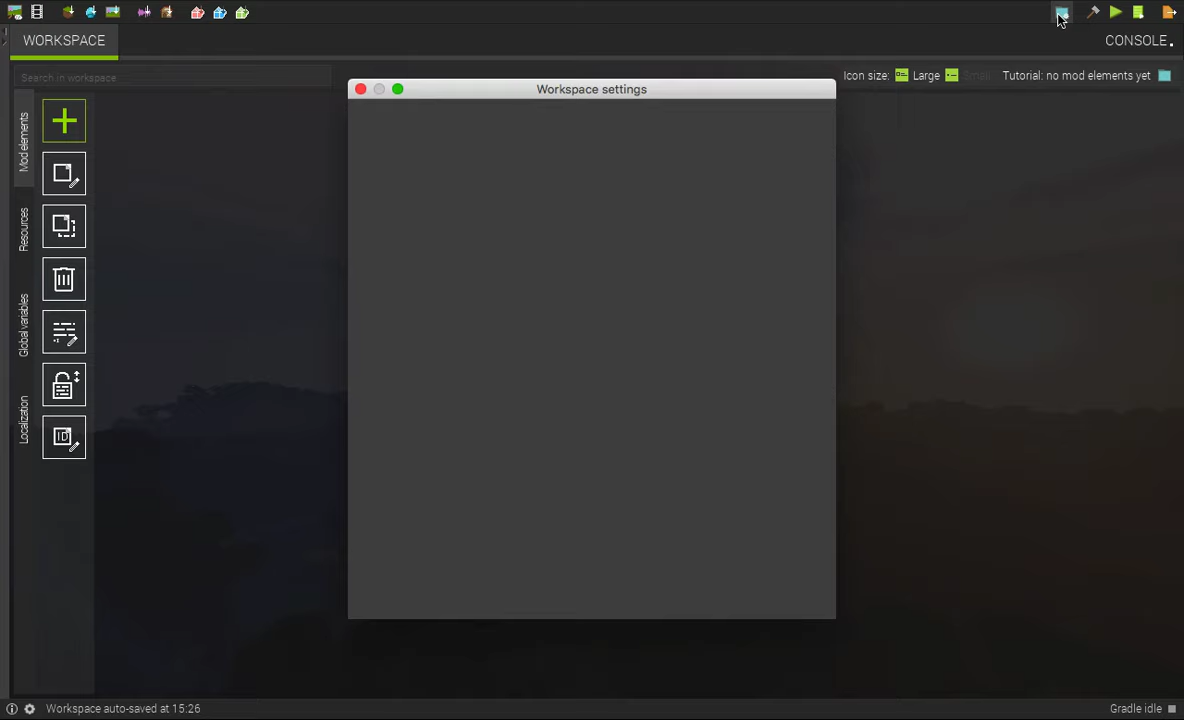 WORKSPACE
CONSOLE
Search in workspace
Workspace settings
Icon size: Large Small
Tutorial: no mod elements yet
Mod elements
Resources
Global variables
Localization
ID
Workspace auto-saved at 15:26
Gradle idle